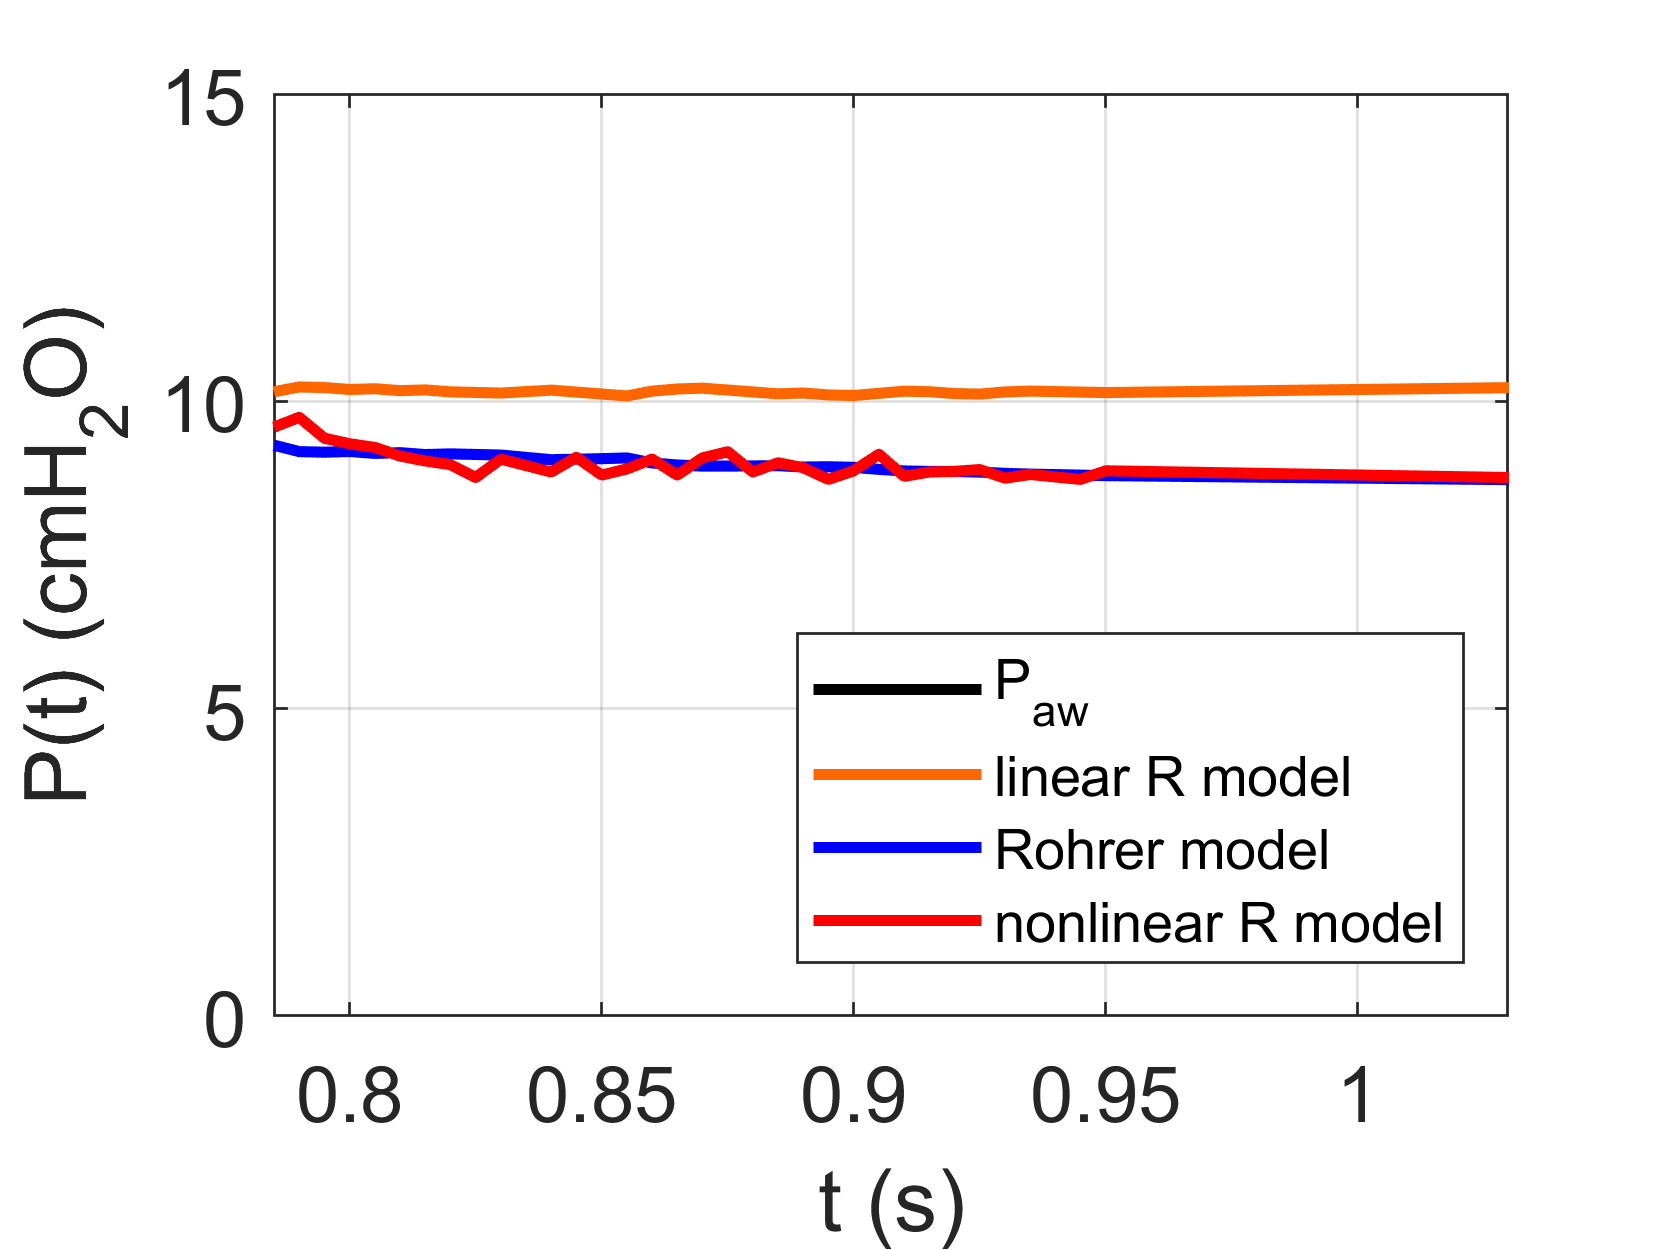 P(t) (cmH₂O)
15
10
5
0
P_aw
linear R model
Rohrer model
nonlinear R model
0.8 0.85 0.9 0.95 1
t (s)